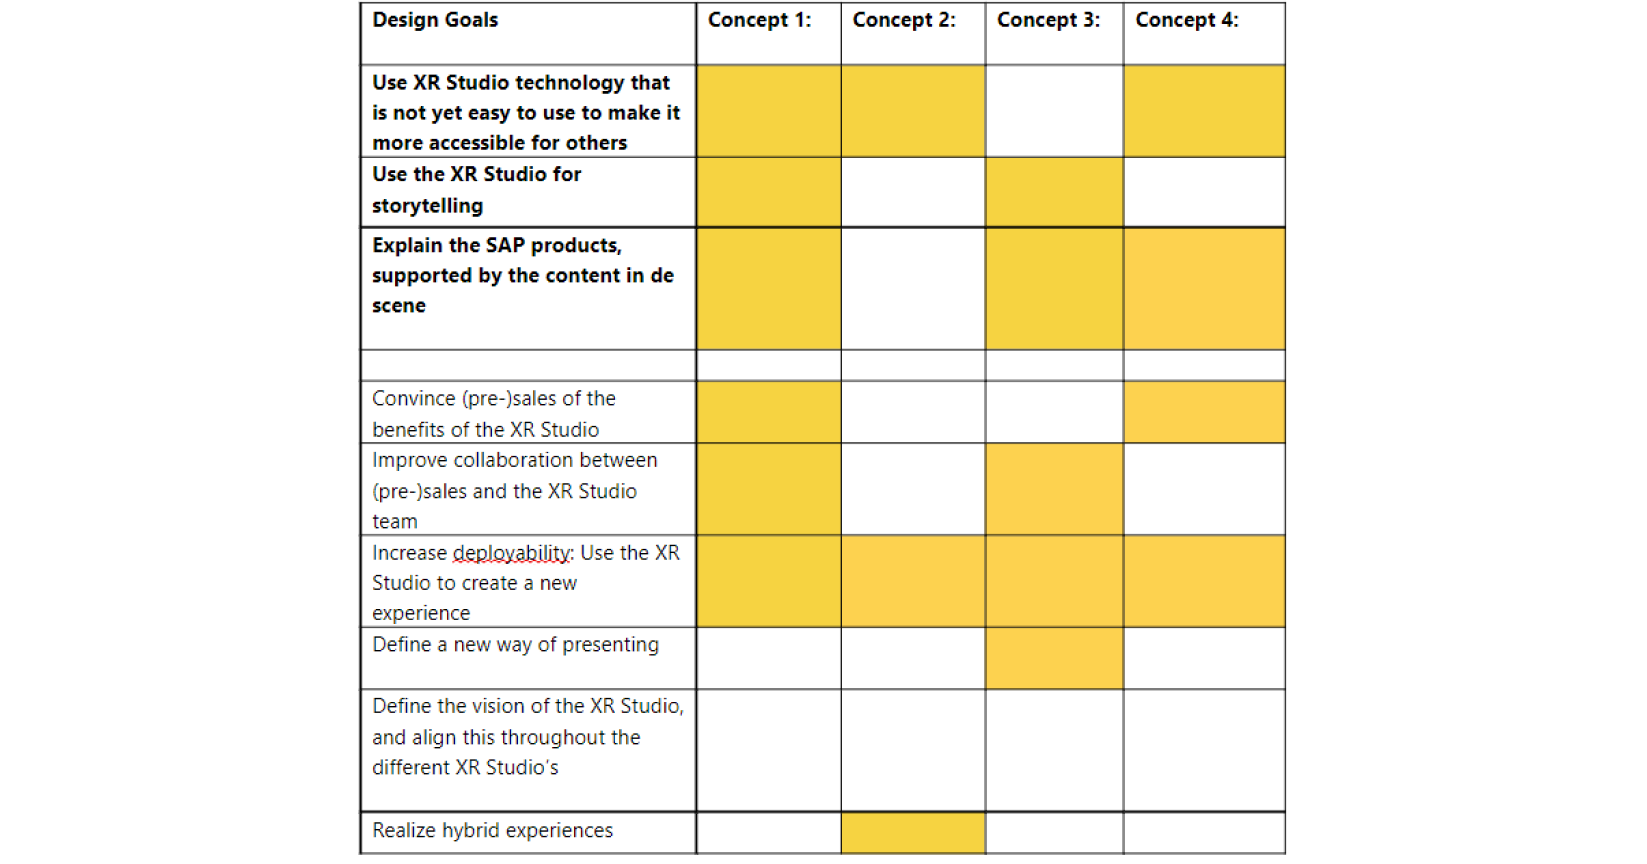 Design Goals
Concept 1:
Concept 2:
Concept 3:
Concept 4:
Use XR Studio technology that
is not yet easy to use to make it
more accessible for others
Use the XR Studio for
storytelling
Explain the SAP products,
supported by the content in de
scene
Convince (pre-)sales of the
benefits of the XR Studio
Improve collaboration between
(pre-)sales and the XR Studio
team
Increase deployability: Use the XR
Studio to create a new
experience
Define a new way of presenting
Define the vision of the XR Studio,
and align this throughout the
different XR Studio's
Realize hybrid experiences